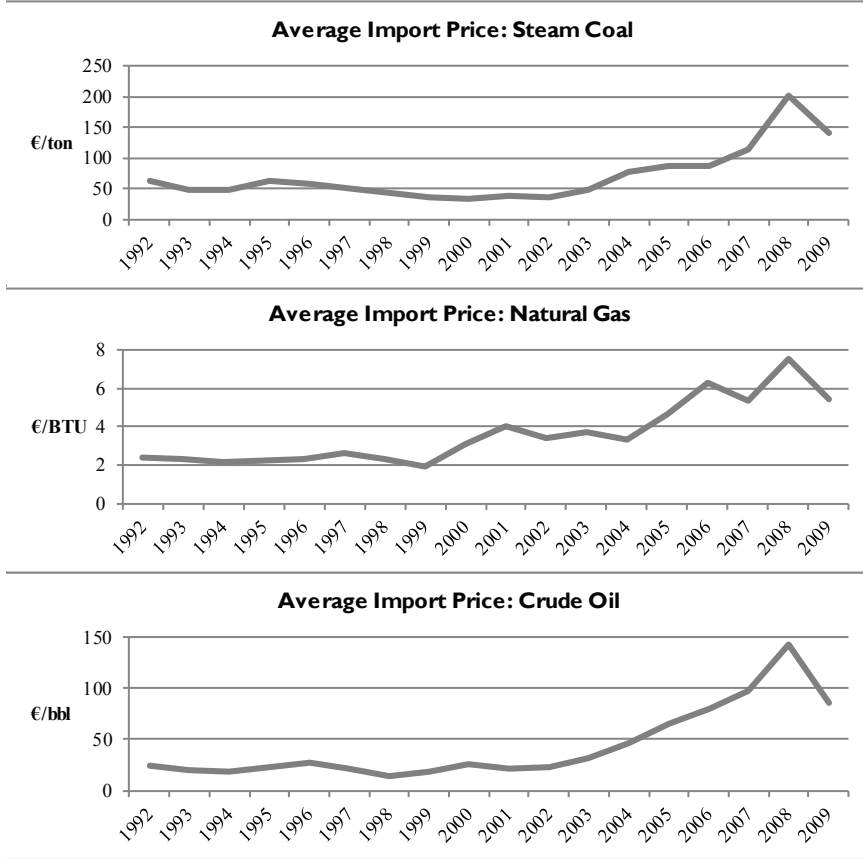 Average Import Price: Steam Coal
250
200
150
€/ton
100
50
0
1992 1993 1994 1995 1996 1997 1998 1999 2000 2001 2002 2003 2004 2005 2006 2007 2008 2009
Average Import Price: Natural Gas
8
6
€/BTU
4
2
0
1992 1993 1994 1995 1996 1997 1998 1999 2000 2001 2002 2003 2004 2005 2006 2007 2008 2009
Average Import Price: Crude Oil
150
100
€/bbl
50
0
1992 1993 1994 1995 1996 1997 1998 1999 2000 2001 2002 2003 2004 2005 2006 2007 2008 2009